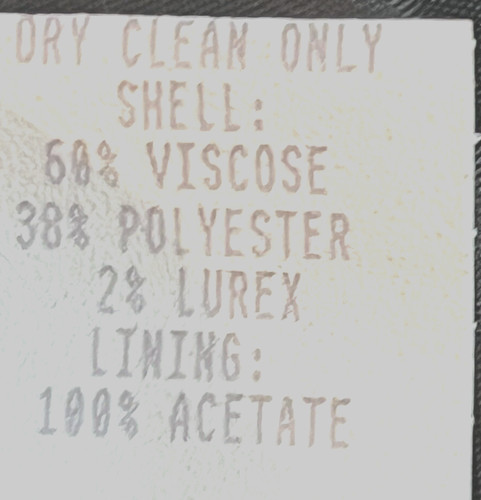 DRY CLEAN ONLY
SHELL:
60% VISCOSE
38% POLYESTER
2% LUREX
LINING:
100% ACETATE